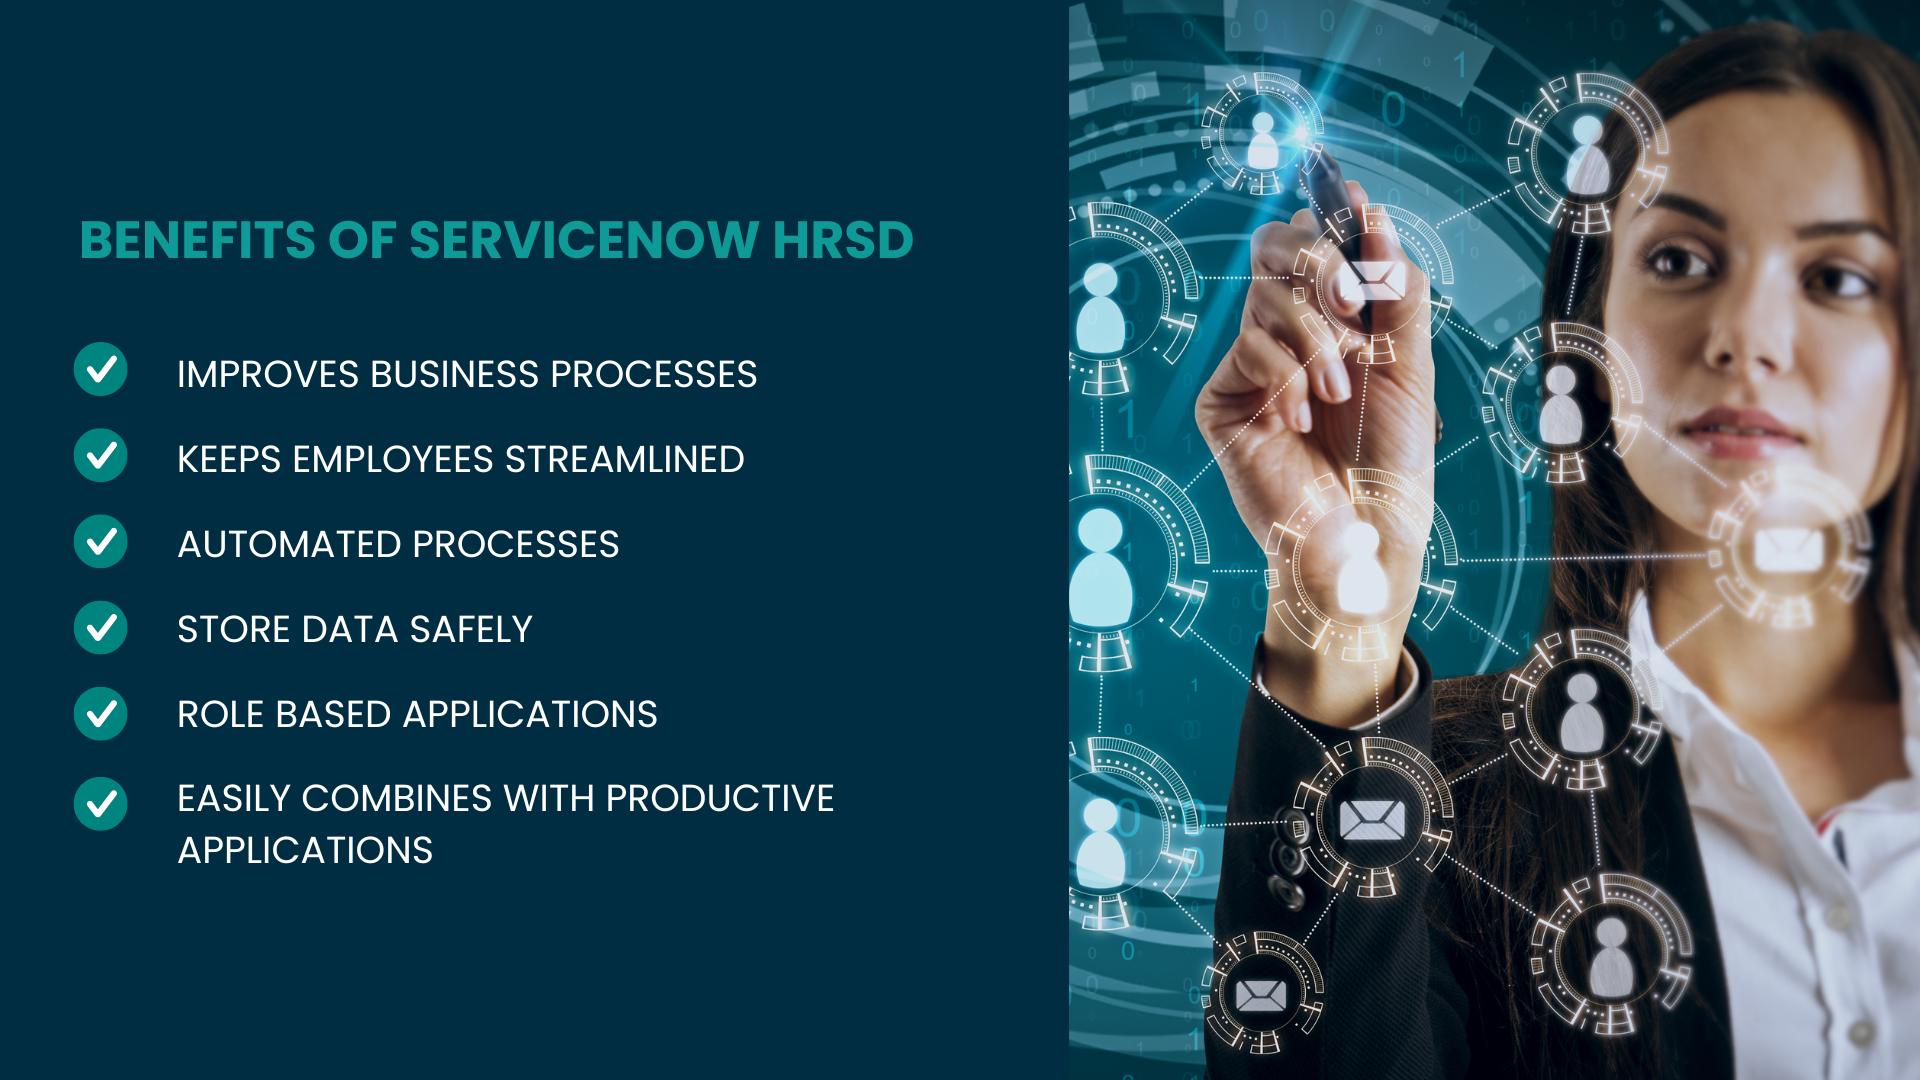 BENEFITS OF SERVICENOW HRSD
IMPROVES BUSINESS PROCESSES
KEEPS EMPLOYEES STREAMLINED
AUTOMATED PROCESSES
STORE DATA SAFELY
ROLE BASED APPLICATIONS
EASILY COMBINES WITH PRODUCTIVE
APPLICATIONS